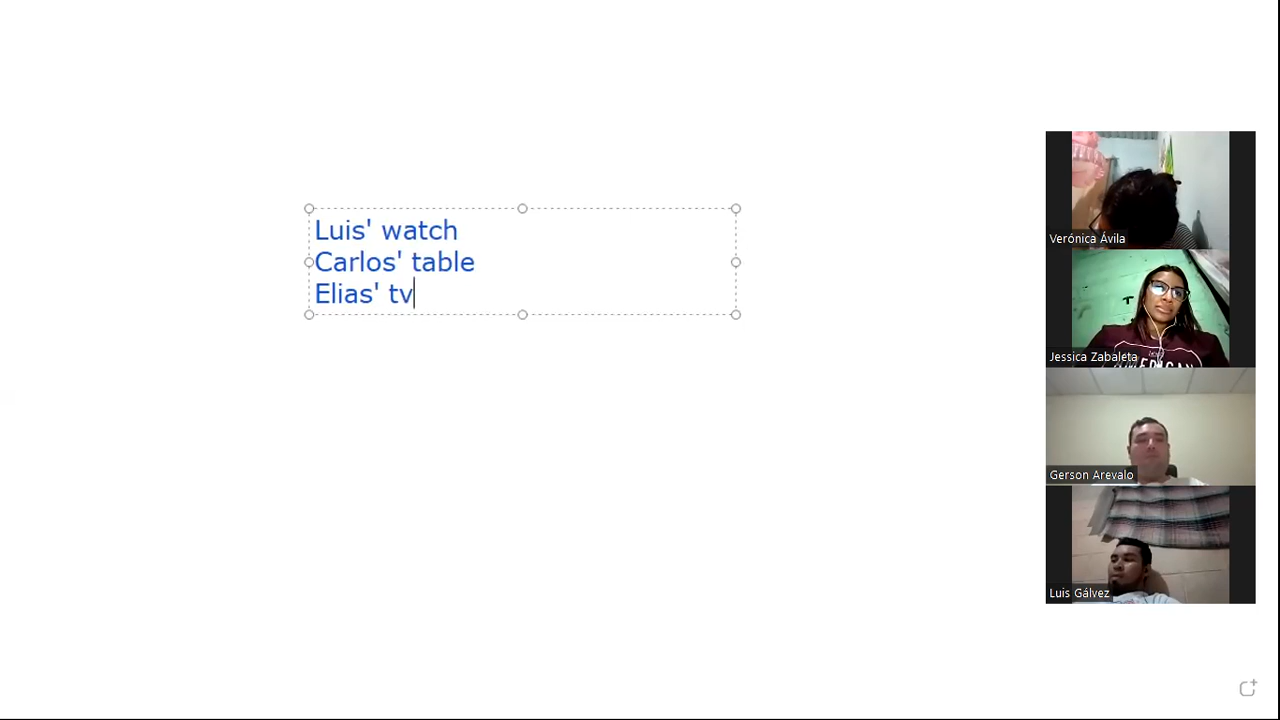 Luis' watch
Carlos' table
Elias' tv
Verónica Ávila
Jessica Zabaleta
Gerson Arevalo
Luis Gálvez